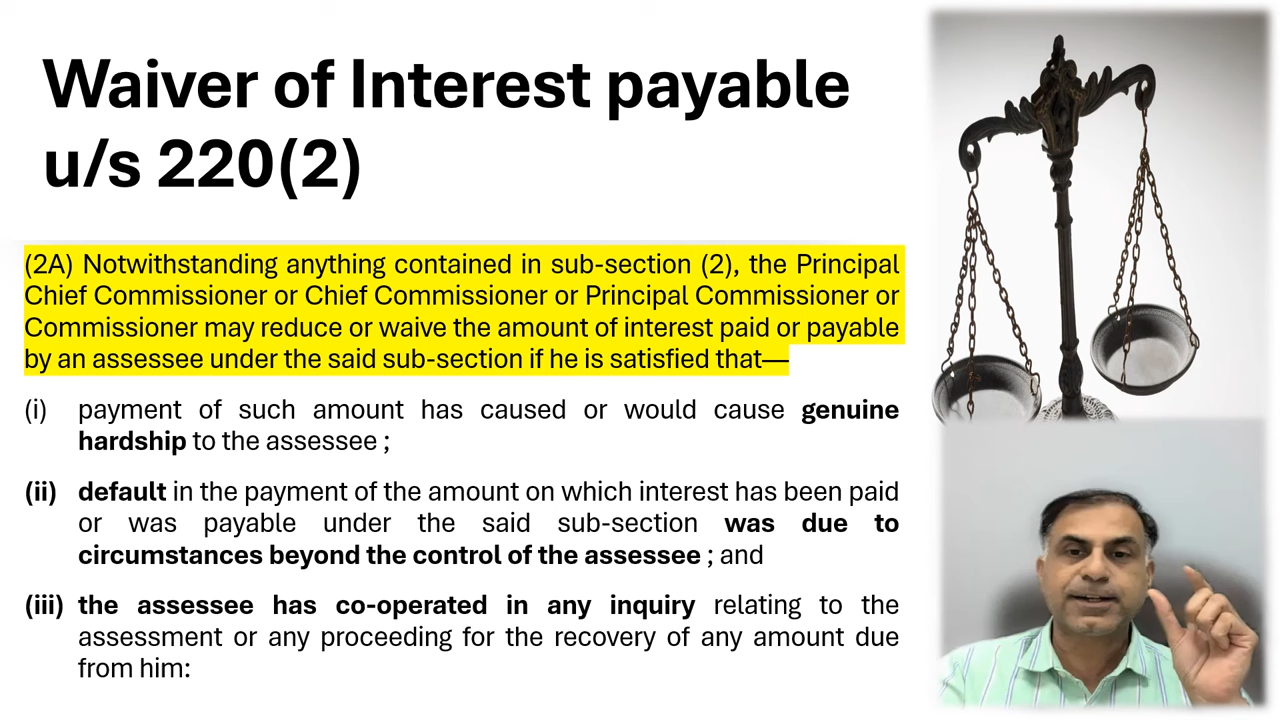 Waiver of Interest payable
u/s 220(2)
(2A) Notwithstanding anything contained in sub-section (2), the Principal
Chief Commissioner or Chief Commissioner or Principal Commissioner or
Commissioner may reduce or waive the amount of interest paid or payable
by an assessee under the said sub-section if he is satisfied that—
(i) payment of such amount has caused or would cause genuine
hardship to the assessee ;
(ii) default in the payment of the amount on which interest has been paid
or was payable under the said sub-section was due to
circumstances beyond the control of the assessee ; and
(iii) the assessee has co-operated in any inquiry relating to the
assessment or any proceeding for the recovery of any amount due
from him: